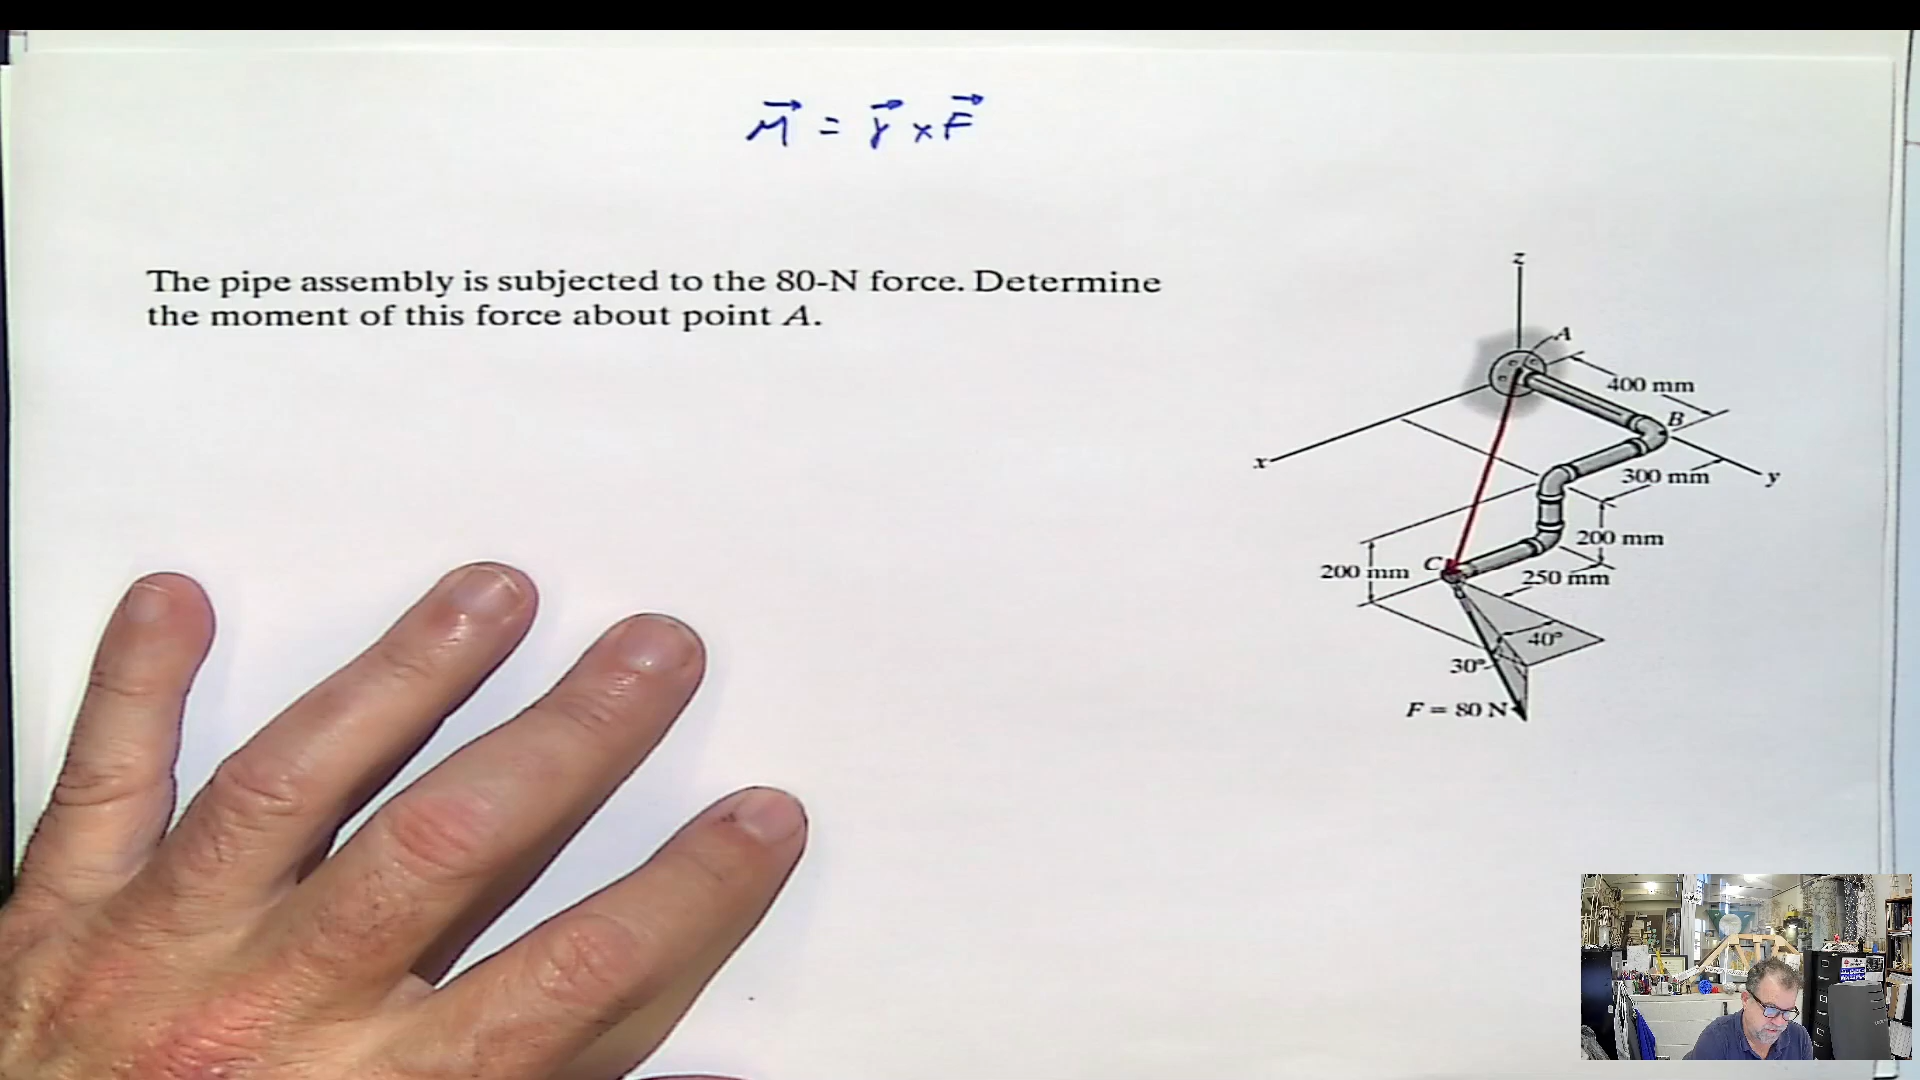 M = r x F
The pipe assembly is subjected to the 80-N force. Determine
the moment of this force about point A.
z
A
400 mm
B
x
300 mm
y
200 mm
200 mm
C
250 mm
40°
30°
F = 80 N